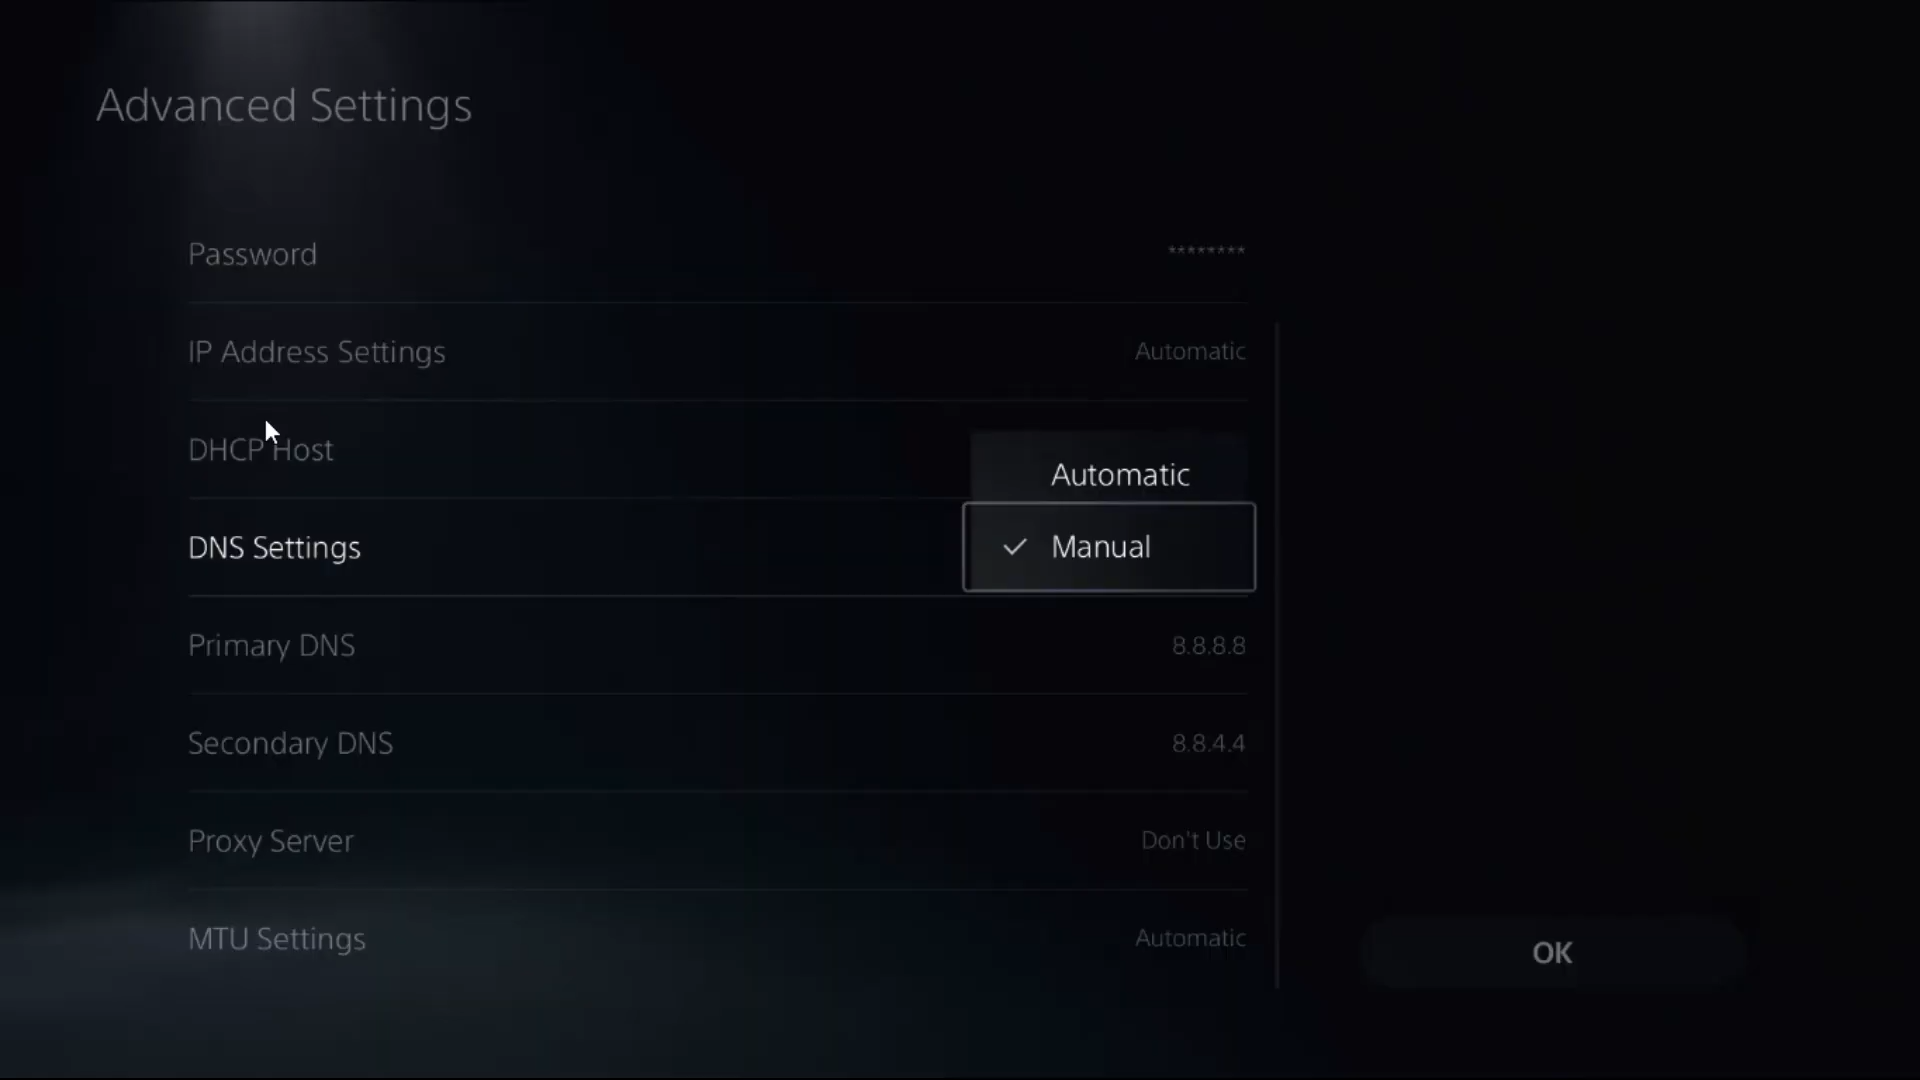 Advanced Settings
Password ********
IP Address Settings Automatic
DHCP Host
Automatic
DNS Settings Manual
Primary DNS 8.8.8.8
Secondary DNS 8.8.4.4
Proxy Server Don't Use
MTU Settings Automatic
OK